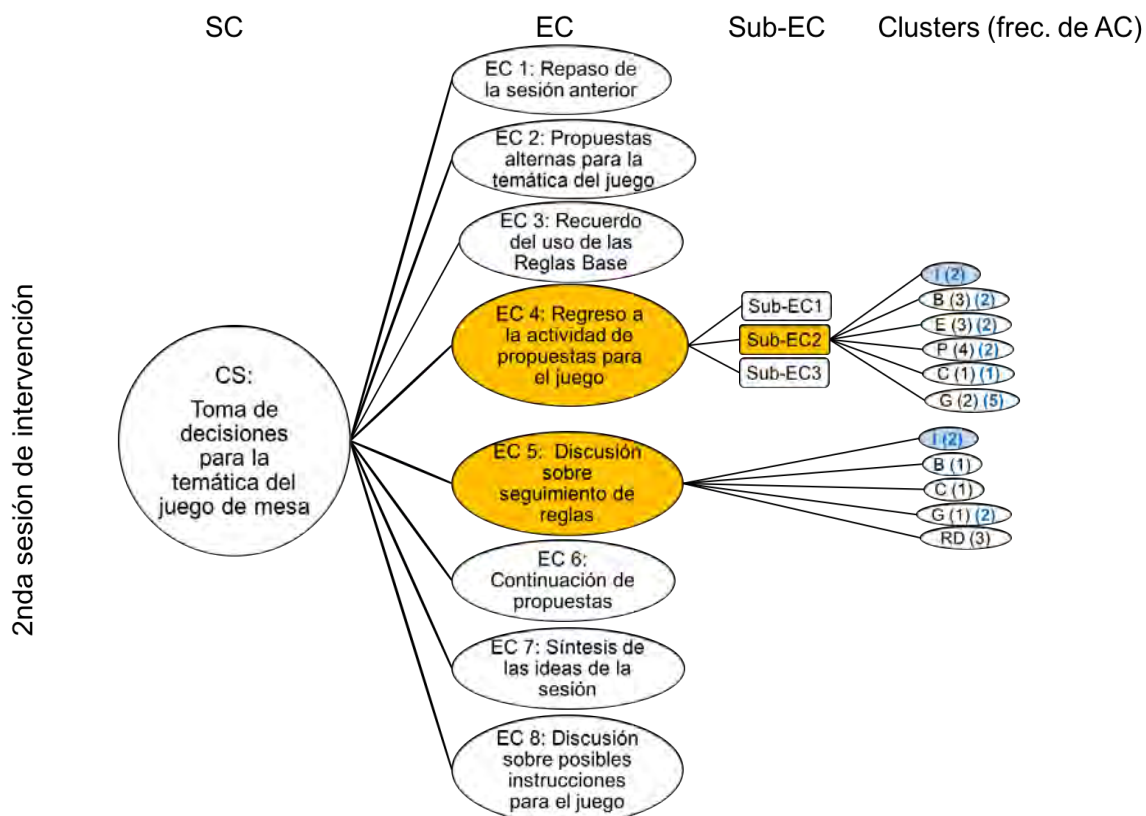 SC
EC
Sub-EC
Clusters (frec. de AC)
2nda sesión de intervención
CS:
Toma de
decisiones
para la
temática del
juego de mesa
EC 1: Repaso de
la sesión anterior
EC 2: Propuestas
alternas para la
temática del juego
EC 3: Recuerdo
del uso de las
Reglas Base
EC 4: Regreso a
la actividad de
propuestas para
el juego
Sub-EC1
Sub-EC2
Sub-EC3
I (2)
B (3) (2)
E (3) (2)
P (4) (2)
C (1) (1)
G (2) (5)
EC 5: Discusión
sobre
seguimiento de
reglas
I (2)
B (1)
C (1)
G (1) (2)
RD (3)
EC 6:
Continuación de
propuestas
EC 7: Síntesis de
las ideas de la
sesión
EC 8: Discusión
sobre posibles
instrucciones
para el juego